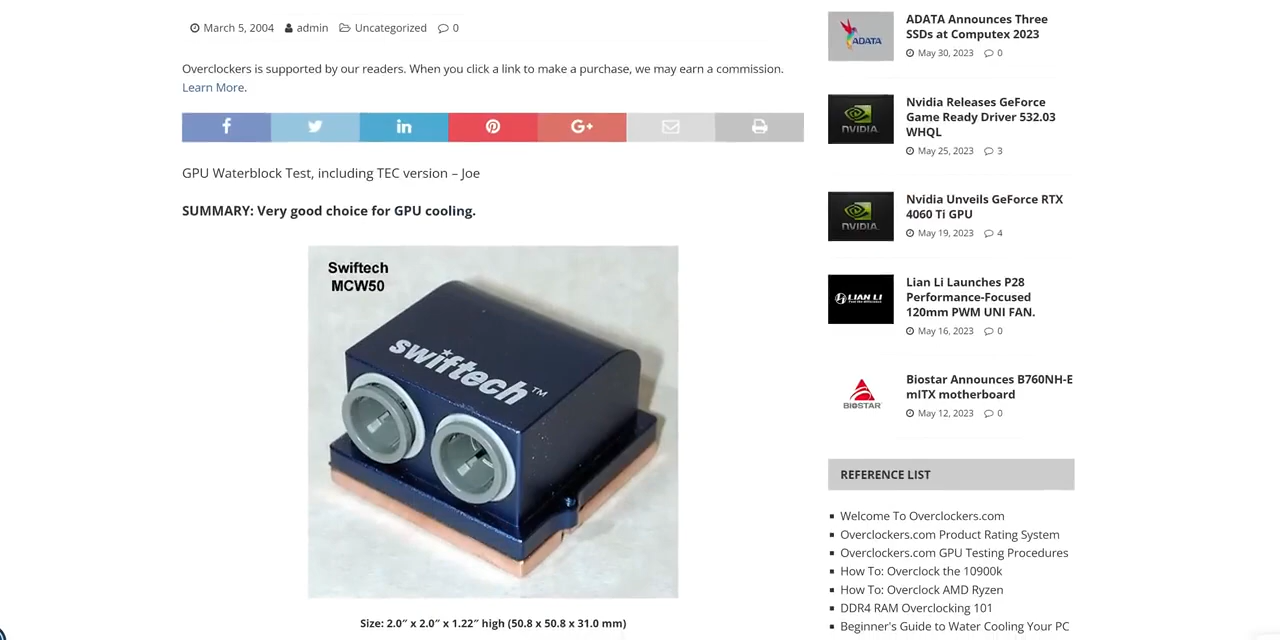 March 5, 2004 admin Uncategorized 0
Overclockers is supported by our readers. When you click a link to make a purchase, we may earn a commission.
Learn More.
GPU Waterblock Test, including TEC version – Joe
SUMMARY: Very good choice for GPU cooling.
Swiftech
MCW50
swiftech™
Size: 2.0″ x 2.0″ x 1.22″ high (50.8 x 50.8 x 31.0 mm)
ADATA
ADATA Announces Three
SSDs at Computex 2023
May 30, 2023 0
NVIDIA.
Nvidia Releases GeForce
Game Ready Driver 532.03
WHQL
May 25, 2023 3
NVIDIA.
Nvidia Unveils GeForce RTX
4060 Ti GPU
May 19, 2023 4
LIAN LI
Lian Li Launches P28
Performance-Focused
120mm PWM UNI FAN.
May 16, 2023 0
BIOSTAR
Biostar Announces B760NH-E
mITX motherboard
May 12, 2023 0
REFERENCE LIST
Welcome To Overclockers.com
Overclockers.com Product Rating System
Overclockers.com GPU Testing Procedures
How To: Overclock the 10900k
How To: Overclock AMD Ryzen
DDR4 RAM Overclocking 101
Beginner's Guide to Water Cooling Your PC